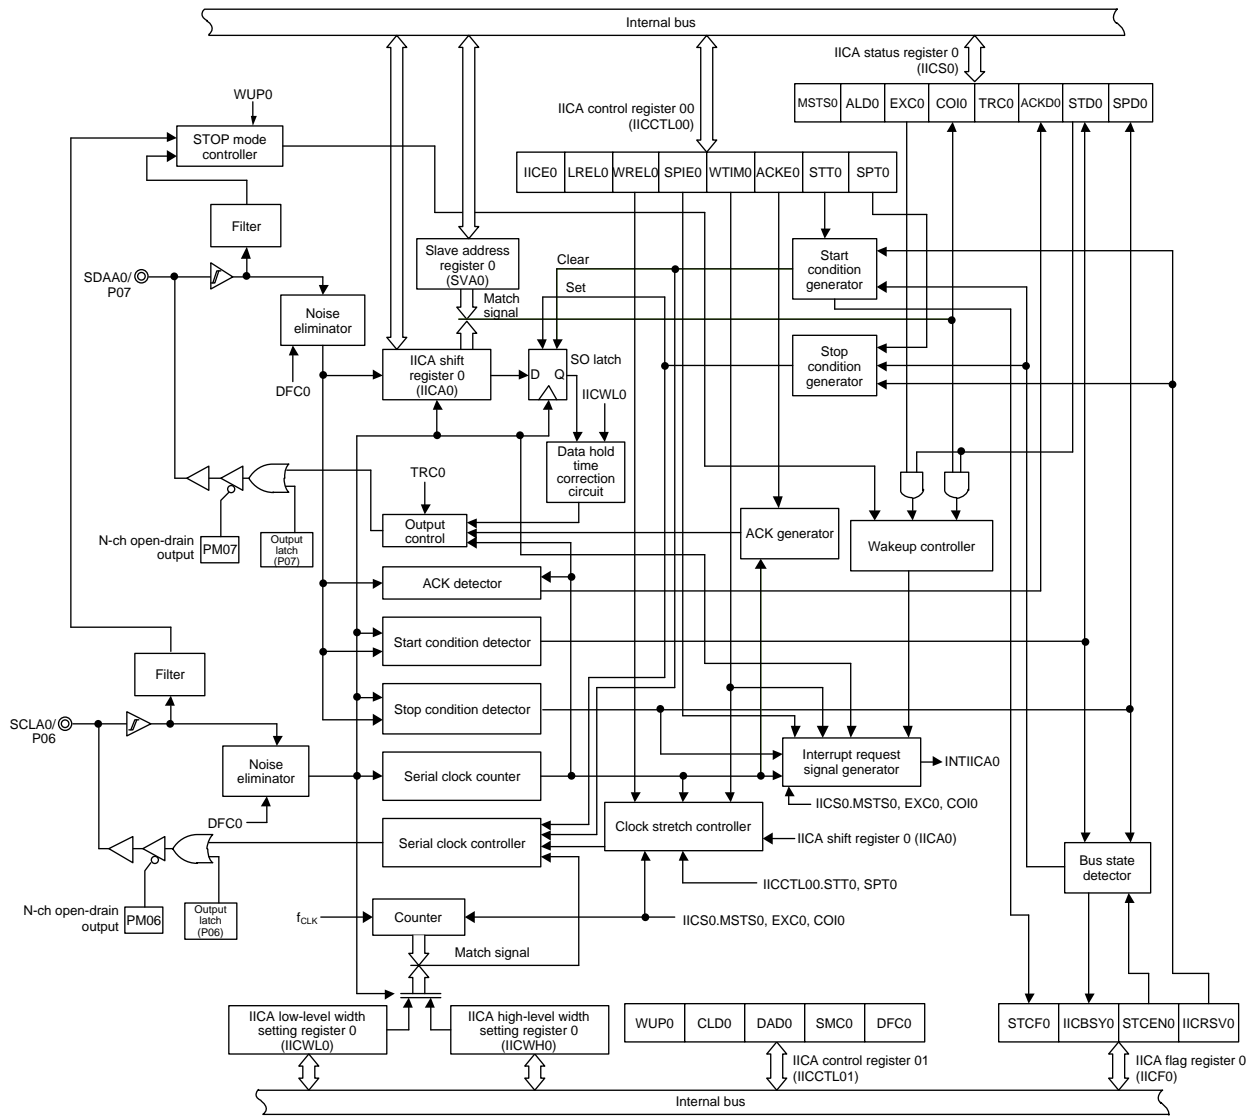 Internal bus
IICA status register 0
(IICS0)
MSTS0 ALD0 EXC0 COI0 TRC0 ACKD0 STD0 SPD0
WUP0
STOP mode
controller
IICA control register 00
(IICCTL00)
IICE0 LREL0 WREL0 SPIE0 WTIM0 ACKE0 STT0 SPT0
Filter
Slave address
register 0
(SVA0)
Clear
Set
Start
condition
generator
SDAA0/
P07
Noise
eliminator
Match
signal
DFC0
IICA shift
register 0
(IICA0)
D Q
SO latch
IICWL0
Stop
condition
generator
Data hold
time
correction
circuit
TRC0
N-ch open-drain
output
PM07
Output
latch
(P07)
Output
control
ACK generator
Wakeup controller
ACK detector
Start condition detector
Filter
Stop condition detector
SCLA0/
P06
Noise
eliminator
Serial clock counter
Interrupt request
signal generator
INTIICA0
IICS0.MSTS0, EXC0, COI0
DFC0
Serial clock controller
Clock stretch controller
IICA shift register 0 (IICA0)
Bus state
detector
IICCTL00.STT0, SPT0
N-ch open-drain
output
PM06
Output
latch
(P06)
fCLK
Counter
IICS0.MSTS0, EXC0, COI0
Match signal
IICA low-level width
setting register 0
(IICWL0)
IICA high-level width
setting register 0
(IICWH0)
WUP0 CLD0 DAD0 SMC0 DFC0
STCF0 IICBSY0 STCEN0 IICRSV0
IICA control register 01
(IICCTL01)
IICA flag register 0
(IICF0)
Internal bus